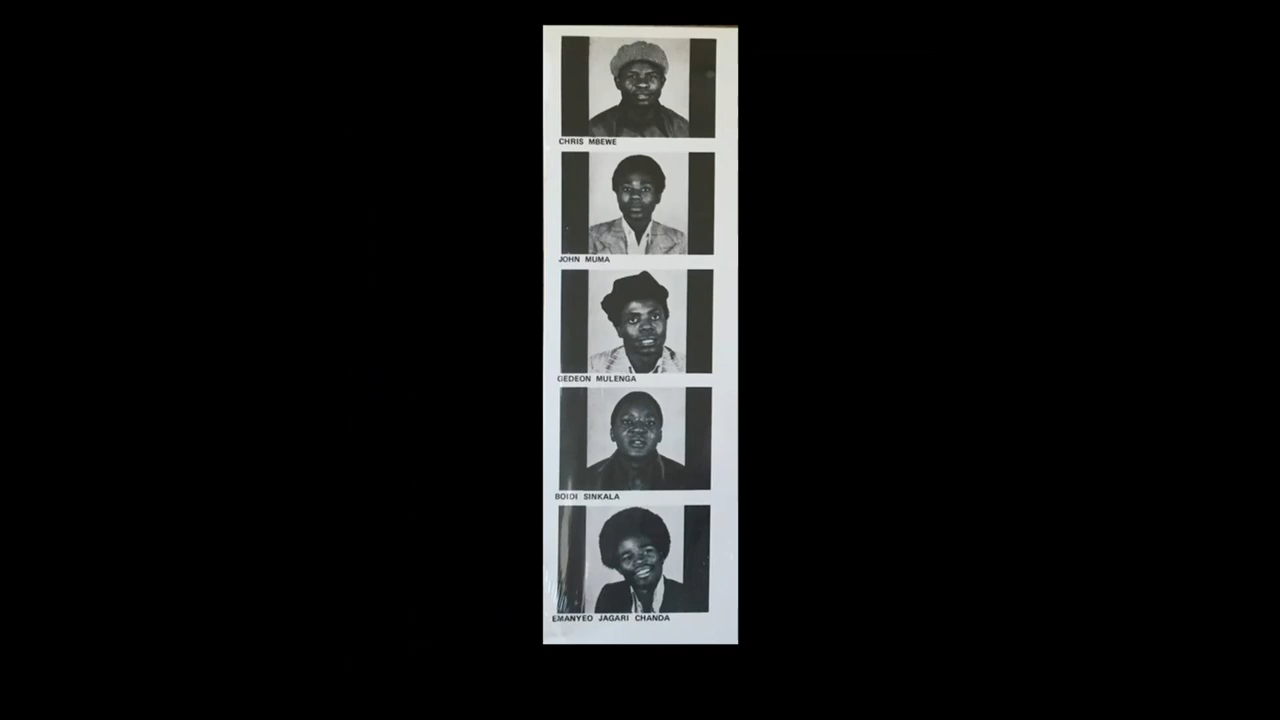 CHRIS MBEWE
JOHN MUMA
GEDEON MULENGA
BOIDI SINKALA
EMANYEO JAGARI CHANDA